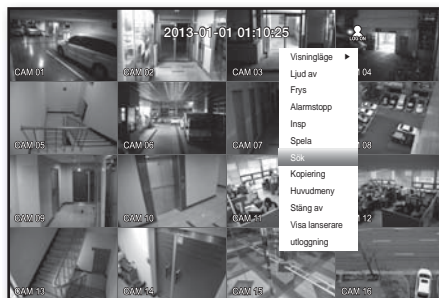 2013-01-01 01:10:25
LOG ON
CAM 01
CAM 02
CAM 03
CAM 04
CAM 05
CAM 06
CAM 07
CAM 08
CAM 09
CAM 10
CAM 11
CAM 12
CAM 13
CAM 14
CAM 15
CAM 16
Visningläge
Ljud av
Frys
Alarmstopp
Insp
Spela
Sök
Kopiering
Huvudmeny
Stäng av
Visa lanserare
utloggning